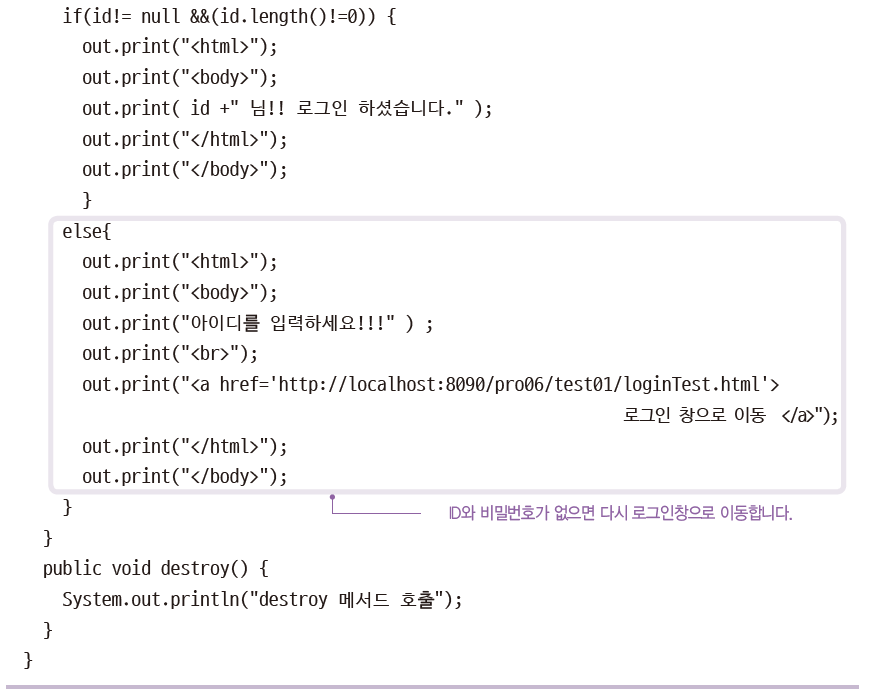 if(id!= null &&(id.length()!=0)) {
out.print("<html>");
out.print("<body>");
out.print( id +" 님!! 로그인 하셨습니다." );
out.print("</html>");
out.print("</body>");
}
else{
out.print("<html>");
out.print("<body>");
out.print("아이디를 입력하세요!!!" ) ;
out.print("<br>");
out.print("<a href='http://localhost:8090/pro06/test01/loginTest.html'>
로그인 창으로 이동 </a>");
out.print("</html>");
out.print("</body>");
}
ID와 비밀번호가 없으면 다시 로그인창으로 이동합니다.
}
public void destroy() {
System.out.println("destroy 메서드 호출");
}
}